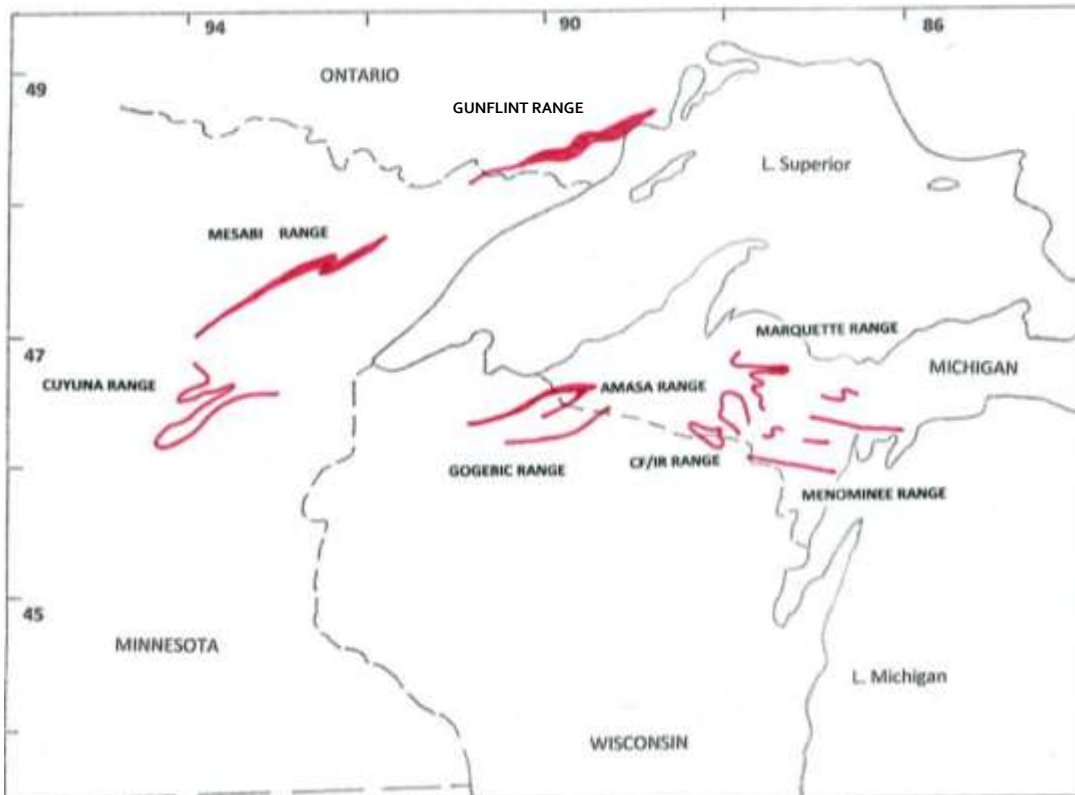 94
90
86
49
ONTARIO
GUNFLINT RANGE
L. Superior
MESABI RANGE
47
MARQUETTE RANGE
CUYUNA RANGE
AMASA RANGE
MICHIGAN
GOGEBIC RANGE
CF/IR RANGE
MENOMINEE RANGE
45
MINNESOTA
L. Michigan
WISCONSIN